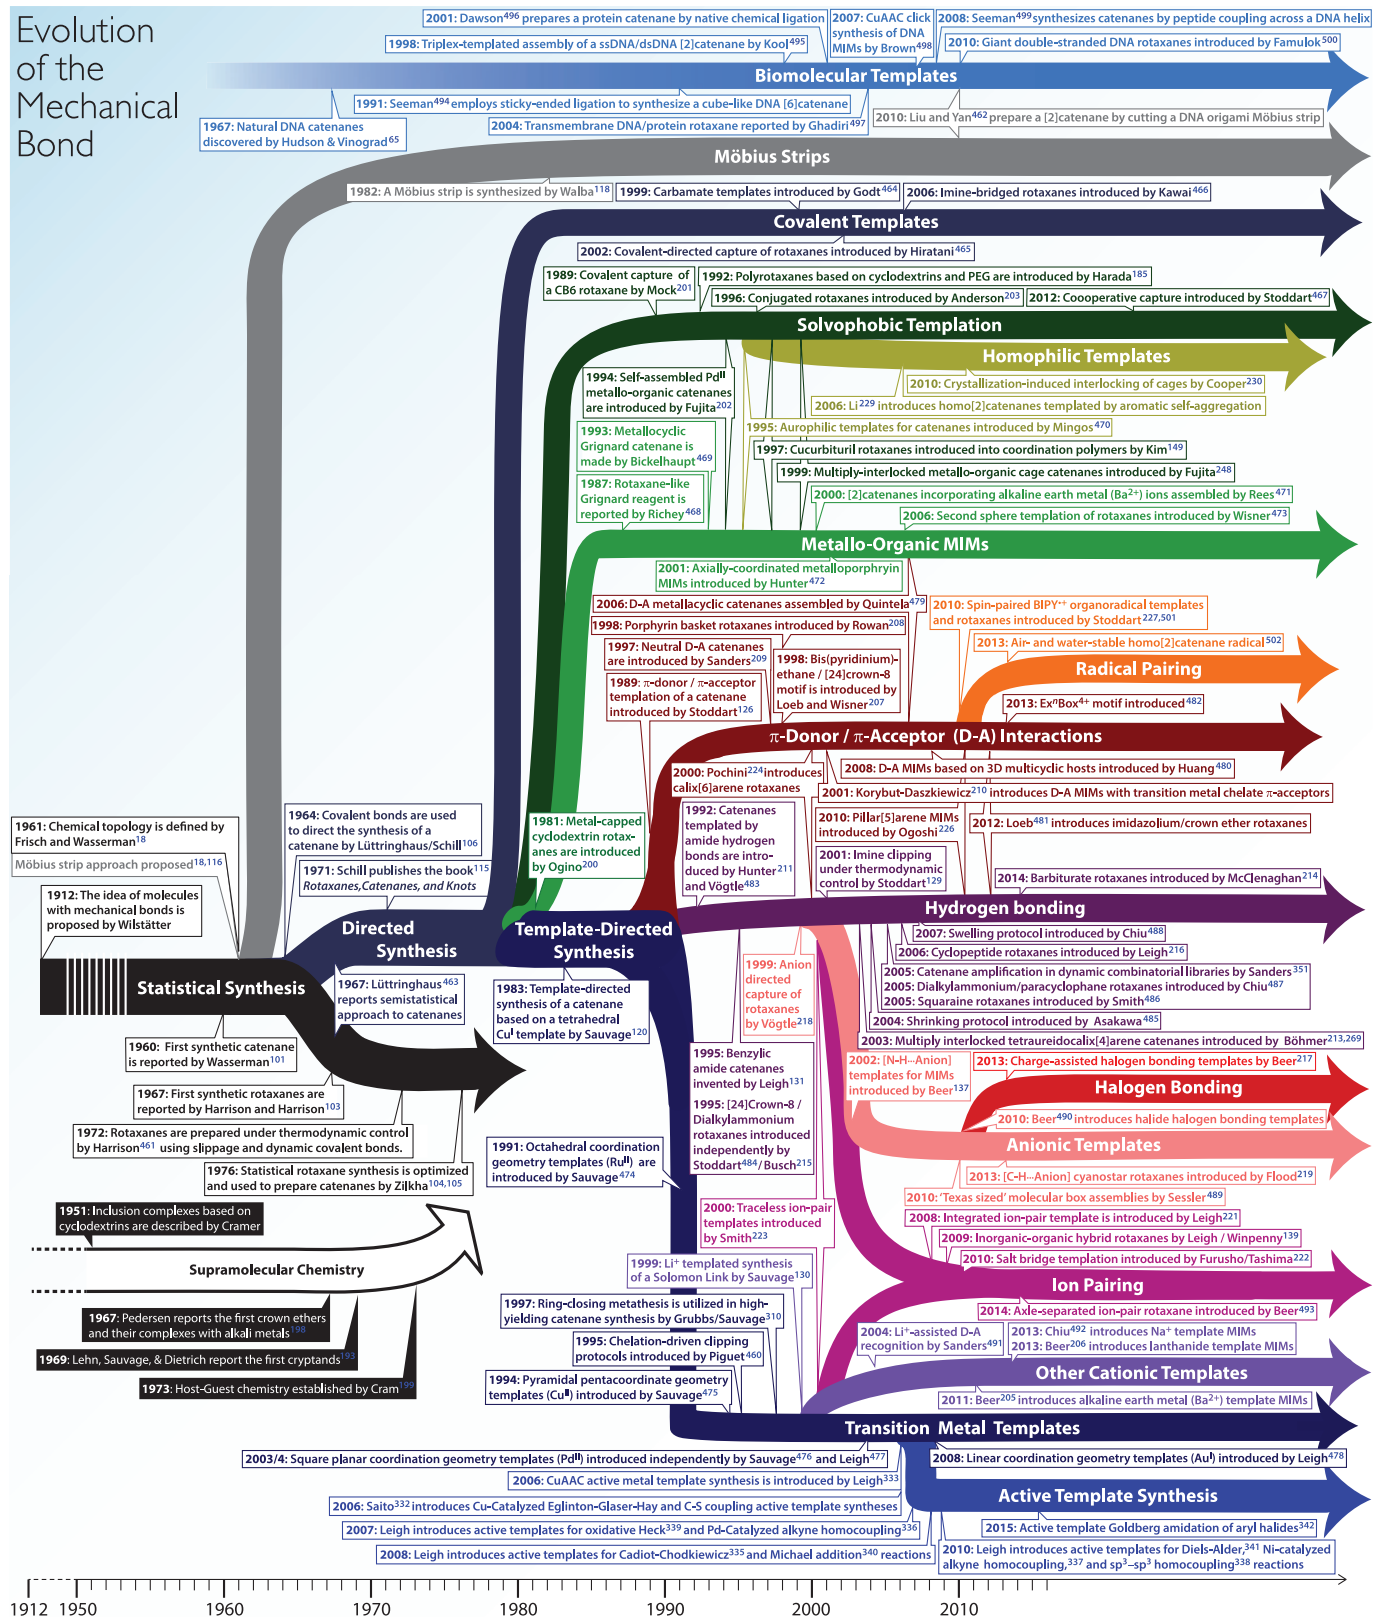 Evolution
of the
Mechanical
Bond
2001: Dawson496 prepares a protein catenane by native chemical ligation
1998: Triplex-templated assembly of a ssDNA/dsDNA [2]catenane by Kool495
2007: CuAAC click
synthesis of DNA
MIMs by Brown498
2008: Seeman499 synthesizes catenanes by peptide coupling across a DNA helix
2010: Giant double-stranded DNA rotaxanes introduced by Famulok500
Biomolecular Templates
1991: Seeman494 employs sticky-ended ligation to synthesize a cube-like DNA [6]catenane
1967: Natural DNA catenanes
discovered by Hudson & Vinograd65
2004: Transmembrane DNA/protein rotaxane reported by Ghadiri497
2010: Liu and Yan462 prepare a [2]catenane by cutting a DNA origami Möbius strip
Möbius Strips
1982: A Möbius strip is synthesized by Walba118
1999: Carbamate templates introduced by Godt464
2006: Imine-bridged rotaxanes introduced by Kawai466
Covalent Templates
2002: Covalent-directed capture of rotaxanes introduced by Hiratani465
1989: Covalent capture of
a CB6 rotaxane by Mock201
1992: Polyrotaxanes based on cyclodextrins and PEG are introduced by Harada185
1996: Conjugated rotaxanes introduced by Anderson203
2012: Coooperative capture introduced by Stoddart467
Solvophobic Templation
Homophilic Templates
1994: Self-assembled PdII
metallo-organic catenanes
are introduced by Fujita202
2010: Crystallization-induced interlocking of cages by Cooper230
2006: Li229 introduces homo[2]catenanes templated by aromatic self-aggregation
1995: Aurophilic templates for catenanes introduced by Mingos470
1993: Metallocyclic
Grignard catenane is
made by Bickelhaupt469
1997: Cucurbituril rotaxanes introduced into coordination polymers by Kim149
1999: Multiply-interlocked metallo-organic cage catenanes introduced by Fujita248
1987: Rotaxane-like
Grignard reagent is
reported by Richey468
2000: [2]catenanes incorporating alkaline earth metal (Ba2+) ions assembled by Rees471
2006: Second sphere templation of rotaxanes introduced by Wisner473
Metallo-Organic MIMs
2001: Axially-coordinated metalloporphryin
MIMs introduced by Hunter472
2006: D-A metallacyclic catenanes assembled by Quintela479
1998: Porphyrin basket rotaxanes introduced by Rowan208
2010: Spin-paired BIPY•+ organoradical templates
and rotaxanes introduced by Stoddart227,501
2013: Air- and water-stable homo[2]catenane radical502
1997: Neutral D-A catenanes
are introduced by Sanders209
1998: Bis(pyridinium)-
ethane / [24]crown-8
motif is introduced by
Loeb and Wisner207
Radical Pairing
1989: π-donor / π-acceptor
templation of a catenane
introduced by Stoddart126
2013: ExnBox4+ motif introduced482
π-Donor / π-Acceptor (D-A) Interactions
2000: Pochini224 introduces
calix[6]arene rotaxanes
2008: D-A MIMs based on 3D multicyclic hosts introduced by Huang480
2001: Korybut-Daszkiewicz210 introduces D-A MIMs with transition metal chelate π-acceptors
1992: Catenanes
templated by
amide hydrogen
bonds are intro-
duced by Hunter211
and Vögtle483
2010: Pillar[5]arene MIMs
introduced by Ogoshi226
2012: Loeb481 introduces imidazolium/crown ether rotaxanes
1981: Metal-capped
cyclodextrin rotax-
anes are introduced
by Ogino200
2001: Imine clipping
under thermodynamic
control by Stoddart129
2014: Barbiturate rotaxanes introduced by McClenaghan214
1964: Covalent bonds are used
to direct the synthesis of a
catenane by Lüttringhaus/Schill106
1961: Chemical topology is defined by
Frisch and Wasserman18
Möbius strip approach proposed18,116
1971: Schill publishes the book115
Rotaxanes, Catenanes, and Knots
1912: The idea of molecules
with mechanical bonds is
proposed by Wilstätter
Hydrogen bonding
Directed
Synthesis
Template-Directed
Synthesis
2007: Swelling protocol introduced by Chiu488
2006: Cyclopeptide rotaxanes introduced by Leigh216
2005: Catenane amplification in dynamic combinatorial libraries by Sanders351
2005: Dialkylammonium/paracyclophane rotaxanes introduced by Chiu487
2005: Squaraine rotaxanes introduced by Smith486
2004: Shrinking protocol introduced by Asakawa485
2003: Multiply interlocked tetraureidocalix[4]arene catenanes introduced by Böhmer213,269
1999: Anion
directed
capture of
rotaxanes
by Vögtle218
Statistical Synthesis
1967: Lüttringhaus463
reports semistatistical
approach to catenanes
1983: Template-directed
synthesis of a catenane
based on a tetrahedral
CuI template by Sauvage120
1960: First synthetic catenane
is reported by Wasserman101
1995: Benzylic
amide catenanes
invented by Leigh131
1995: [24]Crown-8 /
Dialkylammonium
rotaxanes introduced
independently by
Stoddart484/Busch215
2002: [N-H···Anion]
templates for MIMs
introduced by Beer137
2013: Charge-assisted halogen bonding templates by Beer217
Halogen Bonding
2010: Beer490 introduces halide halogen bonding templates
Anionic Templates
1967: First synthetic rotaxanes are
reported by Harrison and Harrison103
1972: Rotaxanes are prepared under thermodynamic control
by Harrison461 using slippage and dynamic covalent bonds.
1976: Statistical rotaxane synthesis is optimized
and used to prepare catenanes by Zilkha104,105
1991: Octahedral coordination
geometry templates (RuII) are
introduced by Sauvage474
2013: [C-H···Anion] cyanostar rotaxanes introduced by Flood219
2010: ‘Texas sized’ molecular box assemblies by Sessler489
2008: Integrated ion-pair template is introduced by Leigh221
2009: Inorganic-organic hybrid rotaxanes by Leigh / Winpenny139
2010: Salt bridge templation introduced by Furusho/Tashima222
2000: Traceless ion-pair
templates introduced
by Smith223
1951: Inclusion complexes based on
cyclodextrins are described by Cramer
Supramolecular Chemistry
1999: Li+ templated synthesis
of a Solomon Link by Sauvage130
Ion Pairing
2014: Axle-separated ion-pair rotaxane introduced by Beer493
1967: Pedersen reports the first crown ethers
and their complexes with alkali metals198
1969: Lehn, Sauvage, & Dietrich report the first cryptands193
1973: Host-Guest chemistry established by Cram199
1997: Ring-closing metathesis is utilized in high-
yielding catenane synthesis by Grubbs/Sauvage310
1995: Chelation-driven clipping
protocols introduced by Piguet460
1994: Pyramidal pentacoordinate geometry
templates (CuII) introduced by Sauvage475
2004: Li+-assisted D-A
recognition by Sanders491
2013: Chiu492 introduces Na+ template MIMs
2013: Beer206 introduces lanthanide template MIMs
Other Cationic Templates
2011: Beer205 introduces alkaline earth metal (Ba2+) template MIMs
Transition Metal Templates
2003/4: Square planar coordination geometry templates (PdII) introduced independently by Sauvage476 and Leigh477
2008: Linear coordination geometry templates (AuI) introduced by Leigh478
2006: CuAAC active metal template synthesis is introduced by Leigh333
2006: Saito332 introduces Cu-Catalyzed Eglinton-Glaser-Hay and C-S coupling active template syntheses
Active Template Synthesis
2007: Leigh introduces active templates for oxidative Heck339 and Pd-Catalyzed alkyne homocoupling336
2015: Active template Goldberg amidation of aryl halides342
2008: Leigh introduces active templates for Cadiot-Chodkiewicz335 and Michael addition340 reactions
2010: Leigh introduces active templates for Diels-Alder,341 Ni-catalyzed
alkyne homocoupling,337 and sp3–sp3 homocoupling338 reactions
1912 1950 1960 1970 1980 1990 2000 2010